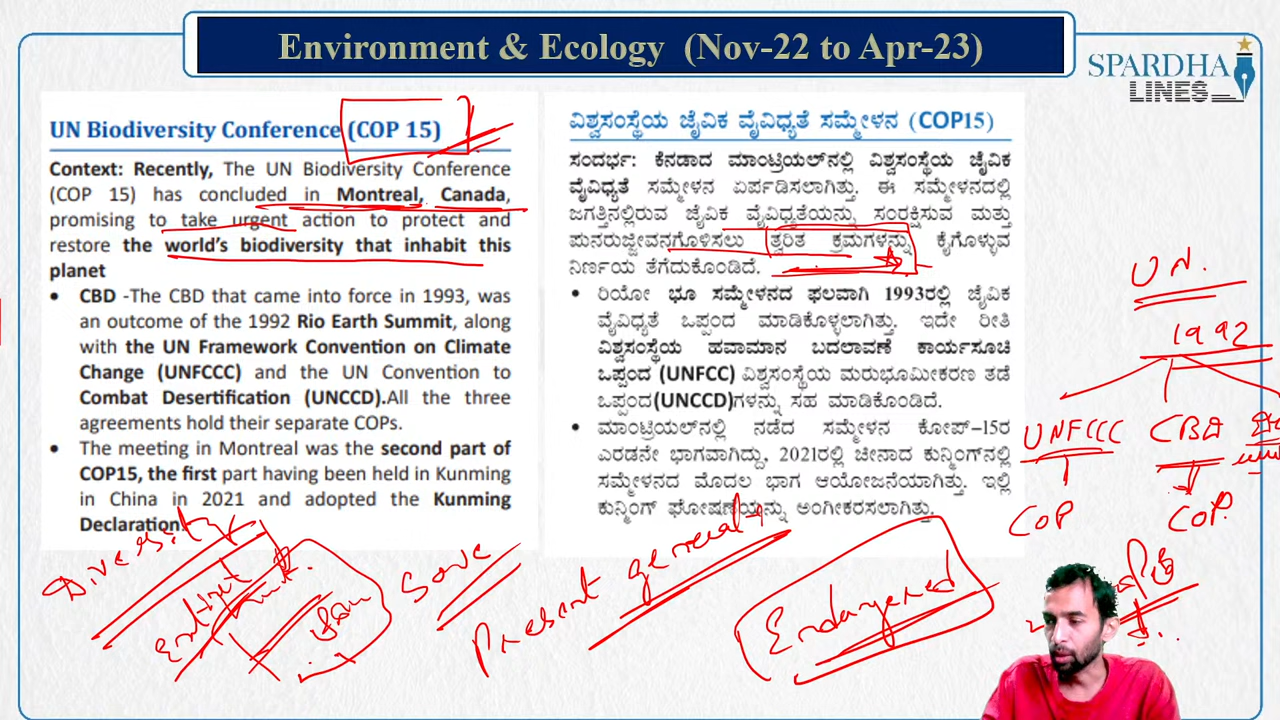 Environment & Ecology (Nov-22 to Apr-23)
SPARDHA
LINES
UN Biodiversity Conference (COP 15)
Context: Recently, The UN Biodiversity Conference
(COP 15) has concluded in Montreal, Canada,
promising to take urgent action to protect and
restore the world's biodiversity that inhabit this
planet
• CBD -The CBD that came into force in 1993, was
an outcome of the 1992 Rio Earth Summit, along
with the UN Framework Convention on Climate
Change (UNFCCC) and the UN Convention to
Combat Desertification (UNCCD).All the three
agreements hold their separate COPs.
• The meeting in Montreal was the second part of
COP15, the first part having been held in Kunming
in China in 2021 and adopted the Kunming
Declaration.
ವಿಶ್ವಸಂಸ್ಥೆಯ ಜೈವಿಕ ವೈವಿಧ್ಯತೆ ಸಮ್ಮೇಳನ (COP15)
ಸಂದರ್ಭ: ಕೆನಡಾದ ಮಾಂಟ್ರಿಯಲ್‌ನಲ್ಲಿ ವಿಶ್ವಸಂಸ್ಥೆಯ ಜೈವಿಕ
ವೈವಿಧ್ಯತೆ ಸಮ್ಮೇಳನ ಏರ್ಪಡಿಸಲಾಗಿತ್ತು. ಈ ಸಮ್ಮೇಳನದಲ್ಲಿ
ಜಗತ್ತಿನಲ್ಲಿರುವ ಜೈವಿಕ ವೈವಿಧ್ಯತೆಯನ್ನು ಸಂರಕ್ಷಿಸುವ ಮತ್ತು
ಪುನರುಜ್ಜೀವನಗೊಳಿಸಲು ತ್ವರಿತ ಕ್ರಮಗಳನ್ನು ಕೈಗೊಳ್ಳುವ
ನಿರ್ಣಯ ತೆಗೆದುಕೊಂಡಿದೆ.
• ರಿಯೋ ಭೂ ಸಮ್ಮೇಳನದ ಫಲವಾಗಿ 1993ರಲ್ಲಿ ಜೈವಿಕ
ವೈವಿಧ್ಯತೆ ಒಪ್ಪಂದ ಮಾಡಿಕೊಳ್ಳಲಾಗಿತ್ತು. ಇದೇ ರೀತಿ
ವಿಶ್ವಸಂಸ್ಥೆಯ ಹವಾಮಾನ ಬದಲಾವಣೆ ಕಾರ್ಯಸೂಚಿ
ಒಪ್ಪಂದ (UNFCC) ವಿಶ್ವಸಂಸ್ಥೆಯ ಮರುಭೂಮೀಕರಣ ತಡೆ
ಒಪ್ಪಂದ(UNCCD)ಗಳನ್ನು ಸಹ ಮಾಡಿಕೊಂಡಿದೆ.
• ಮಾಂಟ್ರಿಯಲ್‌ನಲ್ಲಿ ನಡೆದ ಸಮ್ಮೇಳನ ಕೋಪ್-15ರ
ಎರಡನೇ ಭಾಗವಾಗಿದ್ದು, 2021ರಲ್ಲಿ ಚೀನಾದ ಕುನ್ಮಿಂಗ್‌ನಲ್ಲಿ
ಸಮ್ಮೇಳನದ ಮೊದಲ ಭಾಗ ಆಯೋಜನೆಯಾಗಿತ್ತು. ಇಲ್ಲಿ
ಕುನ್ಮಿಂಗ್ ಘೋಷಣೆಯನ್ನು ಅಂಗೀಕರಿಸಲಾಗಿತ್ತು.
UN.
1992
UNFCCC CBD
COP COP.
Diversity
Save
Present
Endangered